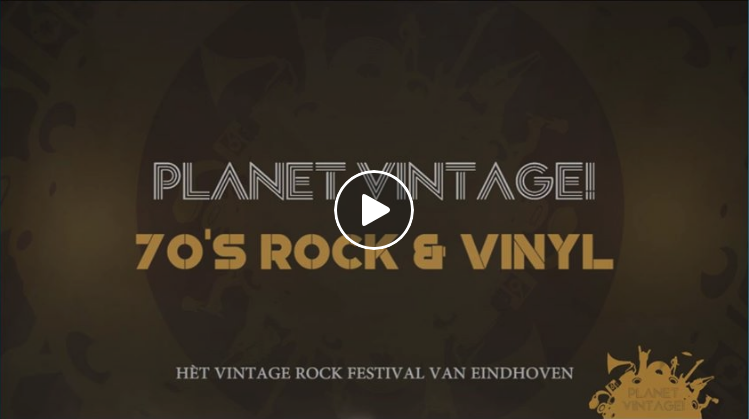 PLANET VINTAGE!
70'S ROCK & VINYL
HÈT VINTAGE ROCK FESTIVAL VAN EINDHOVEN
PLANET
VINTAGE!